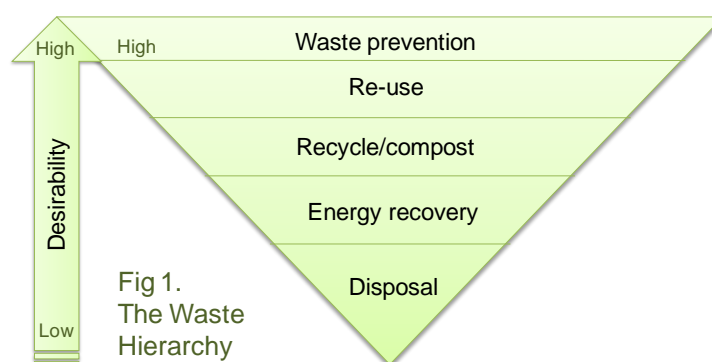 Waste prevention
High
High
Re-use
Recycle/compost
Desirability
Energy recovery
Fig 1.
The Waste
Hierarchy
Disposal
Low